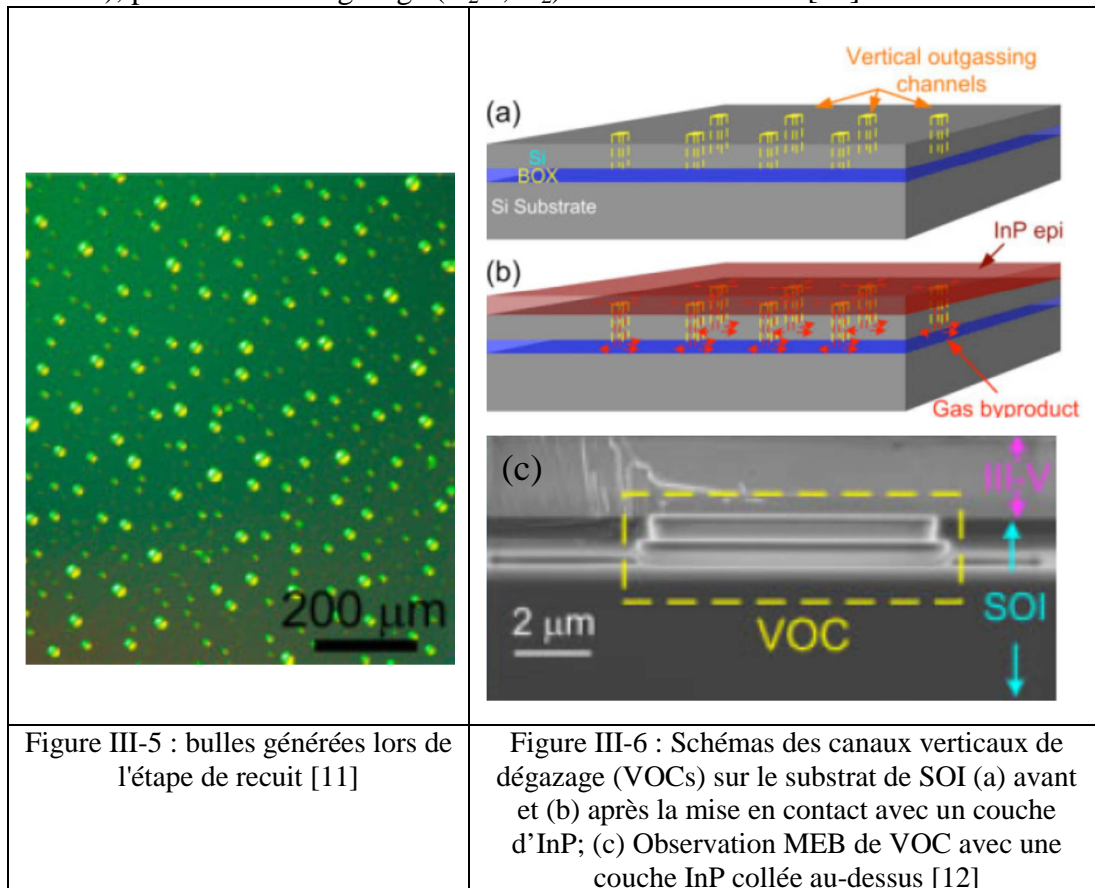 200 µm
Vertical outgassing
channels
(a)
Si
BOX
Si Substrate
InP epi
(b)
Gas byproduct
(c)
III-V
SOI
2 µm
VOC
Figure III-5 : bulles générées lors de
l'étape de recuit [11]
Figure III-6 : Schémas des canaux verticaux de
dégazage (VOCs) sur le substrat de SOI (a) avant
et (b) après la mise en contact avec un couche
d’InP; (c) Observation MEB de VOC avec une
couche InP collée au-dessus [12]